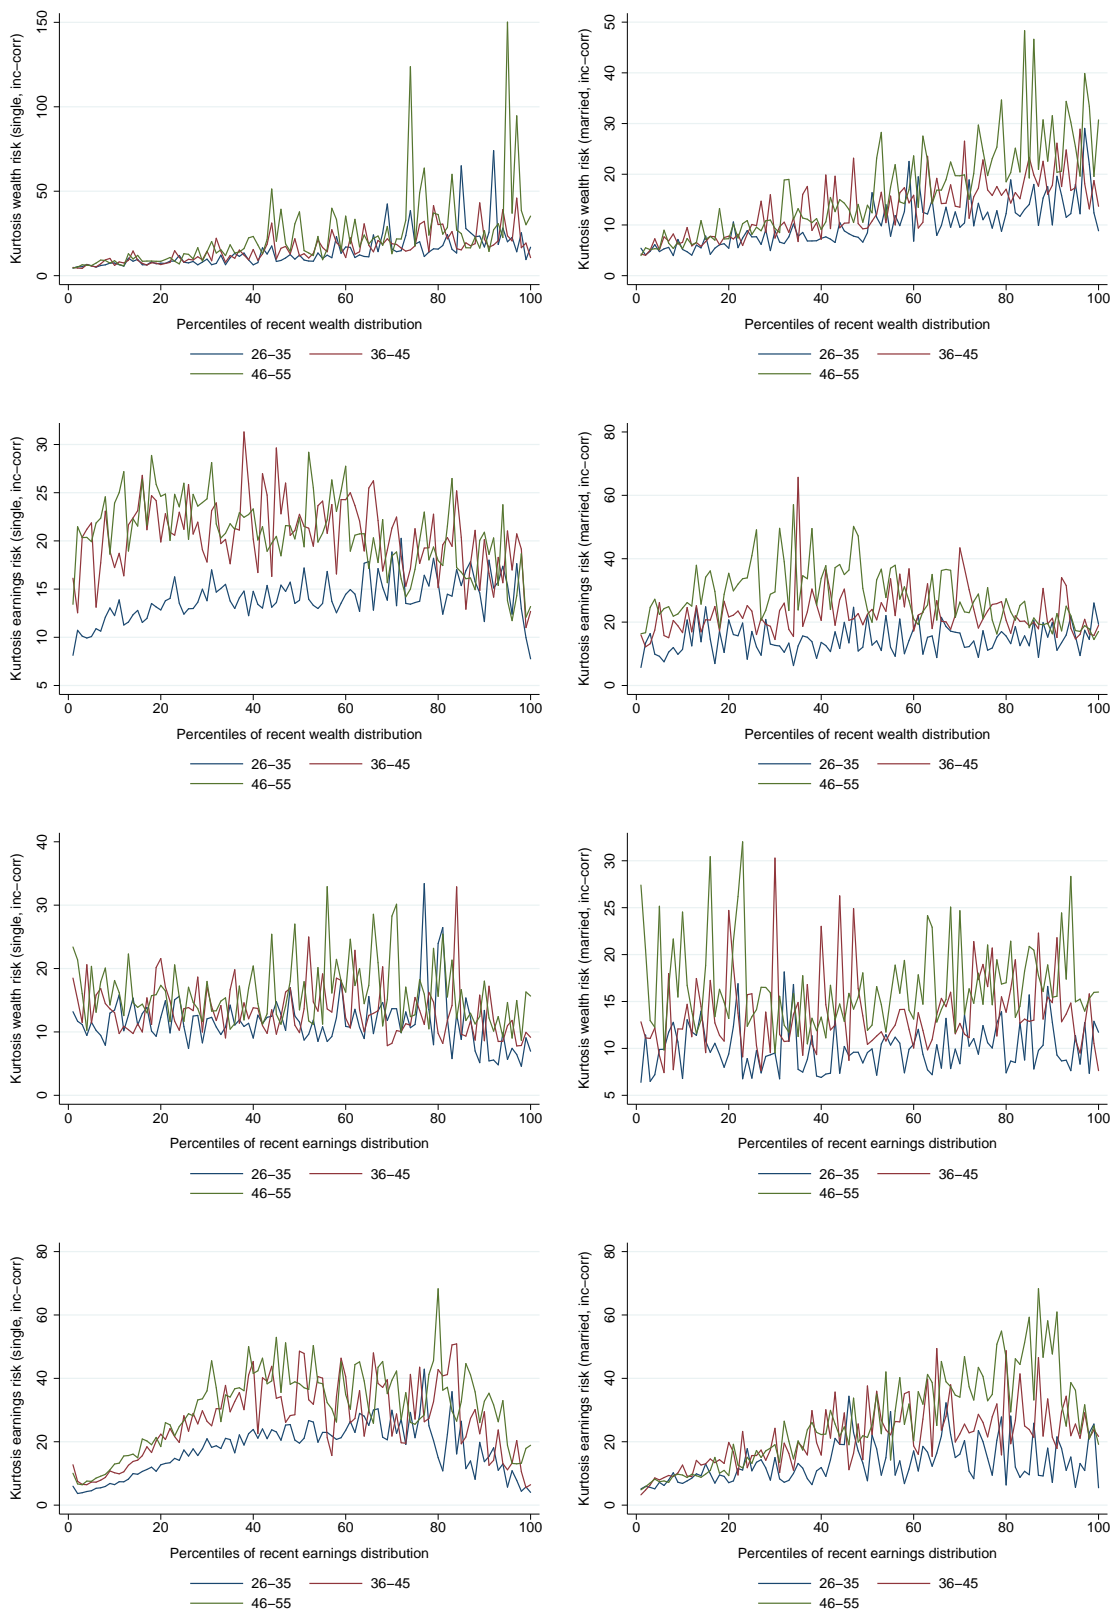 Kurtosis wealth risk (single, inc−corr)
150
100
50
0
0 20 40 60 80 100
Percentiles of recent wealth distribution
26−35 36−45
46−55
Kurtosis wealth risk (married, inc−corr)
50
40
30
20
10
0
0 20 40 60 80 100
Percentiles of recent wealth distribution
26−35 36−45
46−55
Kurtosis earnings risk (single, inc−corr)
30
25
20
15
10
5
0 20 40 60 80 100
Percentiles of recent wealth distribution
26−35 36−45
46−55
Kurtosis earnings risk (married, inc−corr)
80
60
40
20
0
0 20 40 60 80 100
Percentiles of recent wealth distribution
26−35 36−45
46−55
Kurtosis wealth risk (single, inc−corr)
40
30
20
10
0
0 20 40 60 80 100
Percentiles of recent earnings distribution
26−35 36−45
46−55
Kurtosis wealth risk (married, inc−corr)
30
25
20
15
10
5
0 20 40 60 80 100
Percentiles of recent earnings distribution
26−35 36−45
46−55
Kurtosis earnings risk (single, inc−corr)
80
60
40
20
0
0 20 40 60 80 100
Percentiles of recent earnings distribution
26−35 36−45
46−55
Kurtosis earnings risk (married, inc−corr)
80
60
40
20
0
0 20 40 60 80 100
Percentiles of recent earnings distribution
26−35 36−45
46−55